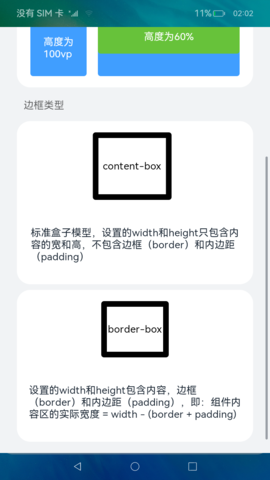 没有 SIM 卡 11% 02:02
高度为
100vp
高度为60%
边框类型
content-box
标准盒子模型，设置的width和height只包含内
容的宽和高，不包含边框（border）和内边距
（padding）
border-box
设置的width和height包含内容，边框
（border）和内边距（padding），即：组件内
容区的实际宽度 = width - (border + padding)